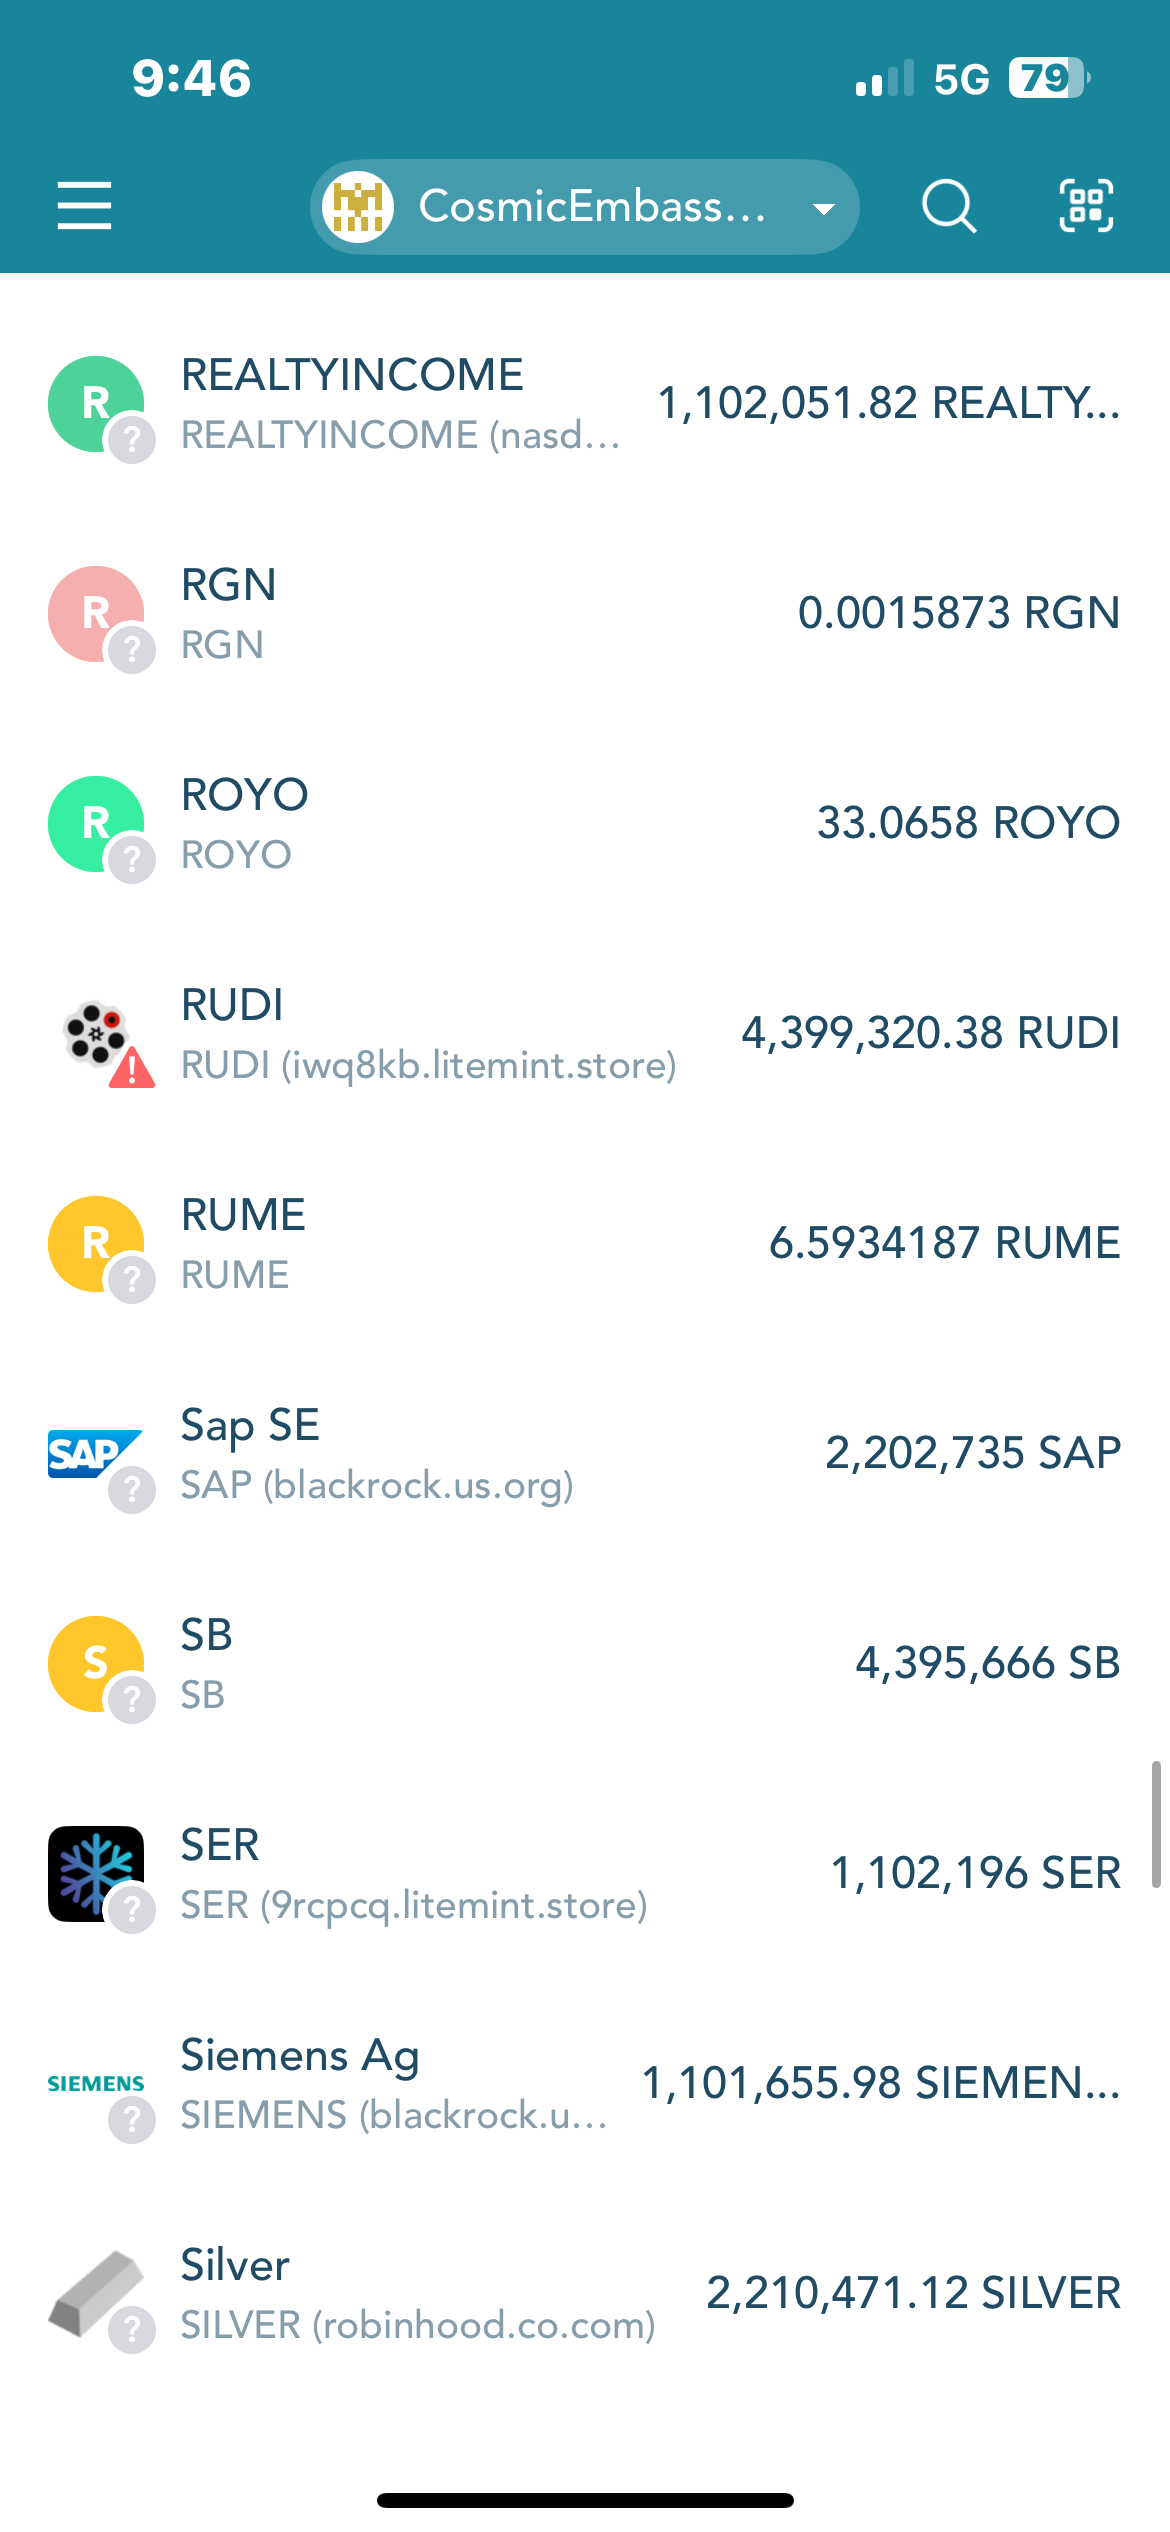 9:46
5G 79
CosmicEmbass...
REALTYINCOME
REALTYINCOME (nasd...
1,102,051.82 REALTY...
R
RGN
RGN
0.0015873 RGN
R
ROYO
ROYO
33.0658 ROYO
R
RUDI
RUDI (iwq8kb.litemint.store)
4,399,320.38 RUDI
RUME
RUME
6.5934187 RUME
R
Sap SE
SAP (blackrock.us.org)
2,202,735 SAP
SAP
SB
SB
4,395,666 SB
S
SER
SER (9rcpcq.litemint.store)
1,102,196 SER
Siemens Ag
SIEMENS (blackrock.u...
1,101,655.98 SIEMEN...
SIEMENS
Silver
SILVER (robinhood.co.com)
2,210,471.12 SILVER